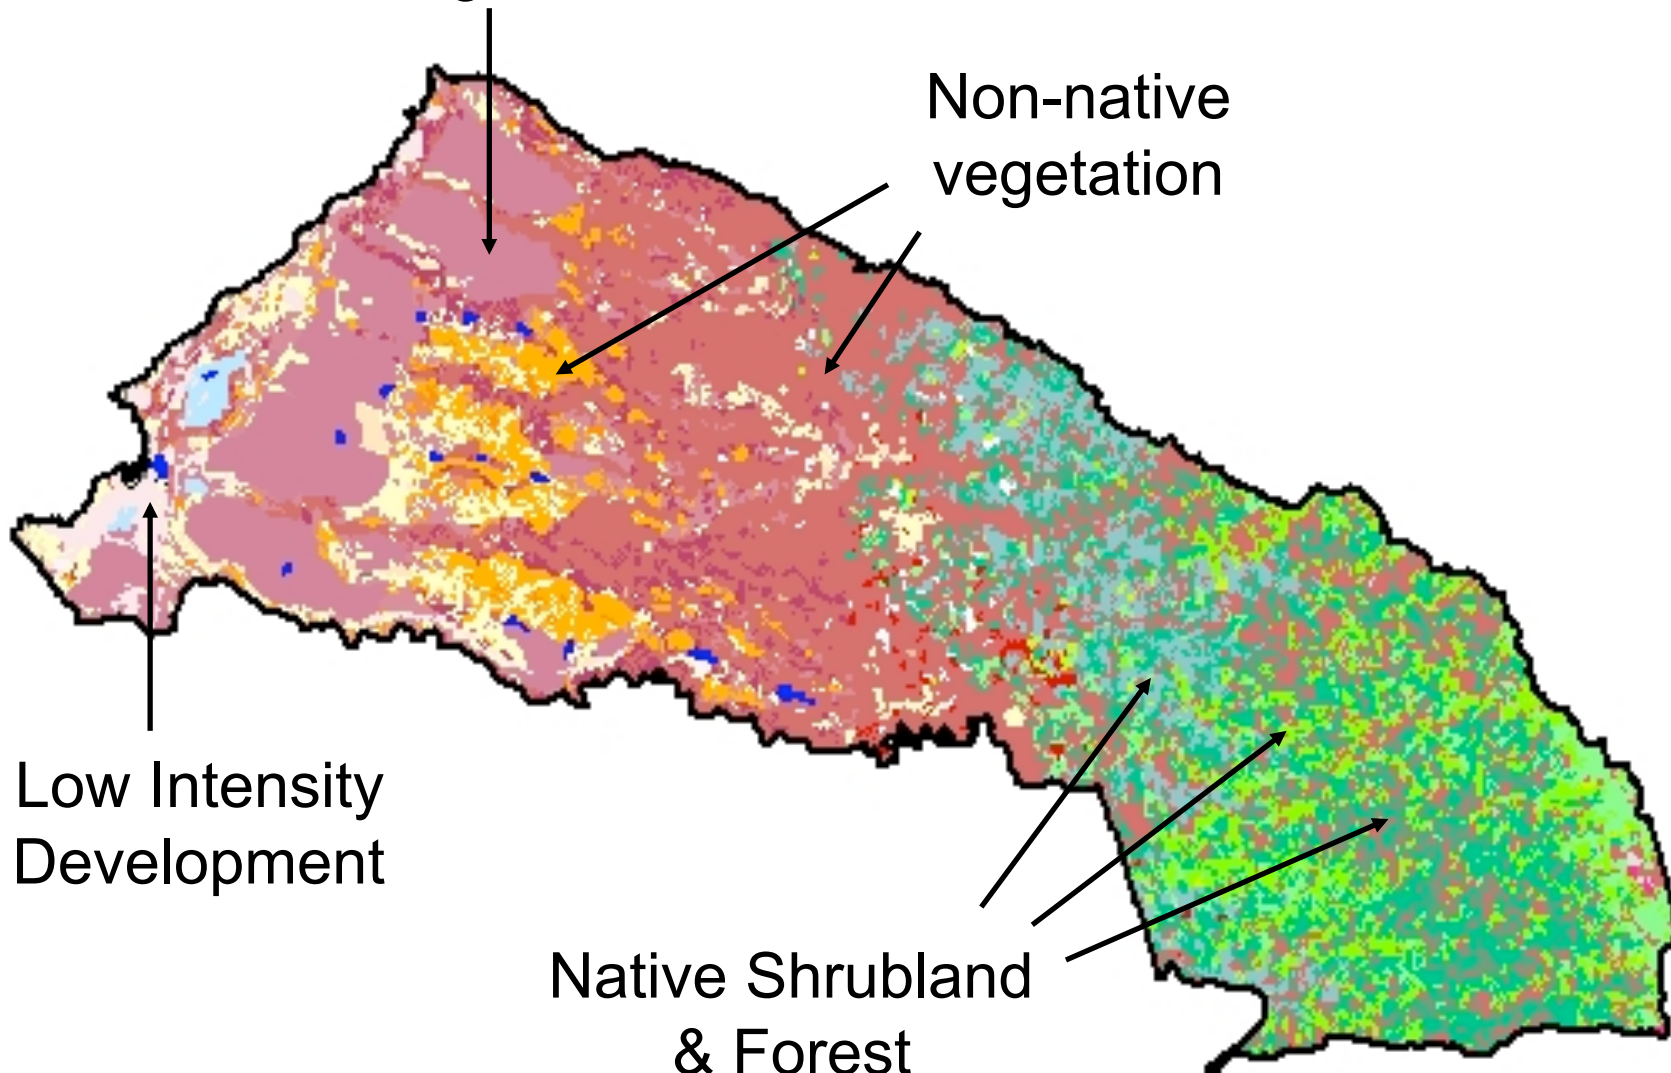 Non-native
vegetation
Low Intensity
Development
Native Shrubland
& Forest